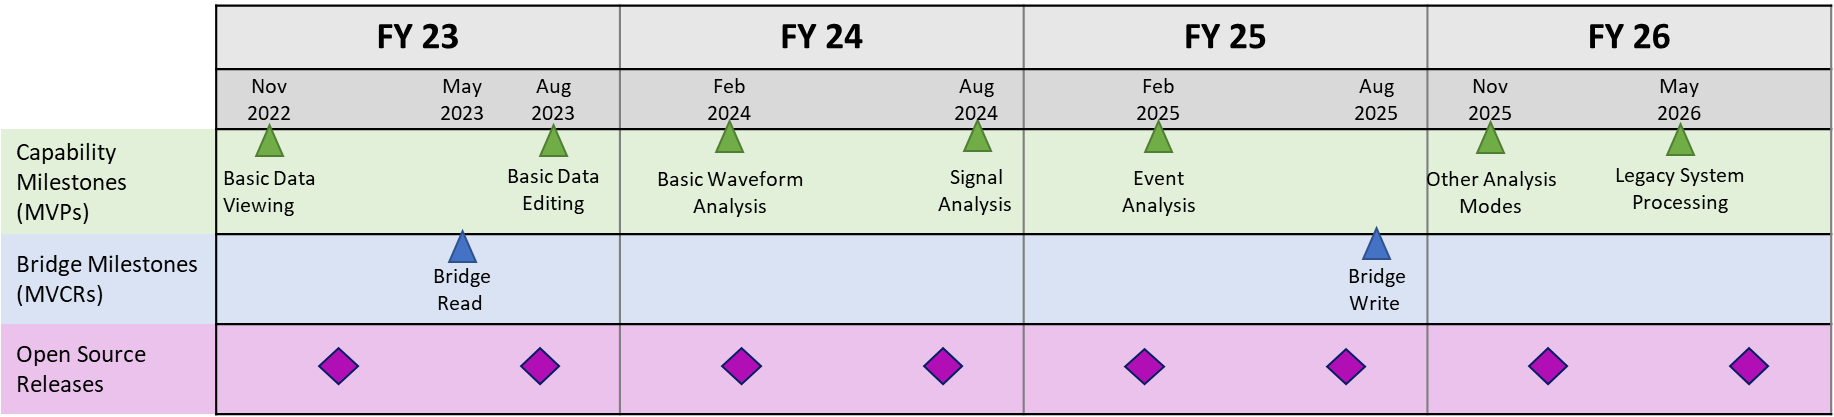 FY 23
FY 24
FY 25
FY 26
Nov
2022
May
2023
Aug
2023
Feb
2024
Aug
2024
Feb
2025
Aug
2025
Nov
2025
May
2026
Capability
Milestones
(MVPs)
Basic Data
Viewing
Basic Data
Editing
Basic Waveform
Analysis
Signal
Analysis
Event
Analysis
Other Analysis
Modes
Legacy System
Processing
Bridge Milestones
(MVCRs)
Bridge
Read
Bridge
Write
Open Source
Releases